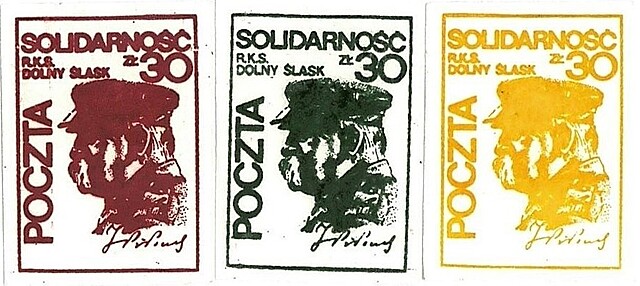 SOLIDARNOŚĆ
R.K.S. ZŁ 30
DOLNY ŚLĄSK
POCZTA
SOLIDARNOŚĆ
R.K.S. ZŁ 30
DOLNY ŚLĄSK
POCZTA
SOLIDARNOŚĆ
R.K.S. ZŁ 30
DOLNY ŚLĄSK
POCZTA